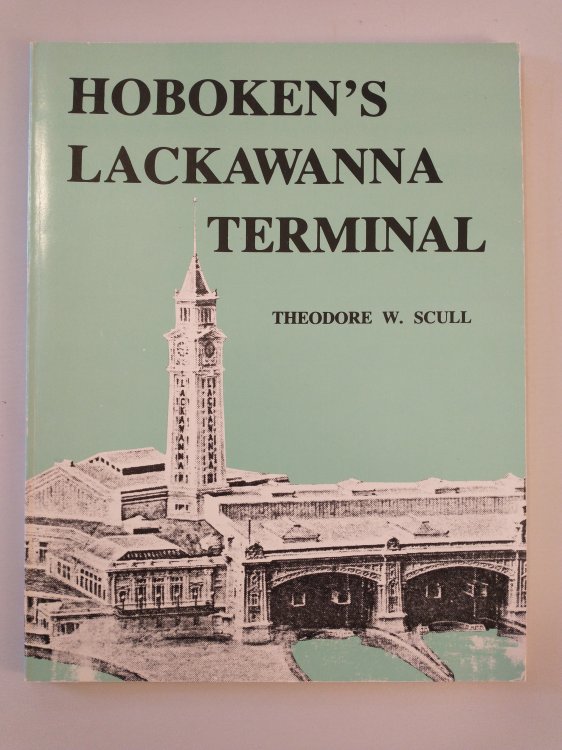 HOBOKEN'S
LACKAWANNA
TERMINAL
THEODORE W. SCULL
LACKAWANNA
LACKAWANNA